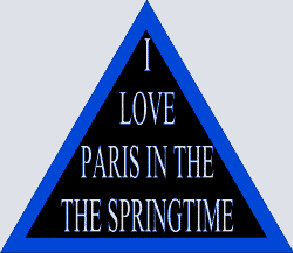 I
LOVE
PARIS IN THE
THE SPRINGTIME